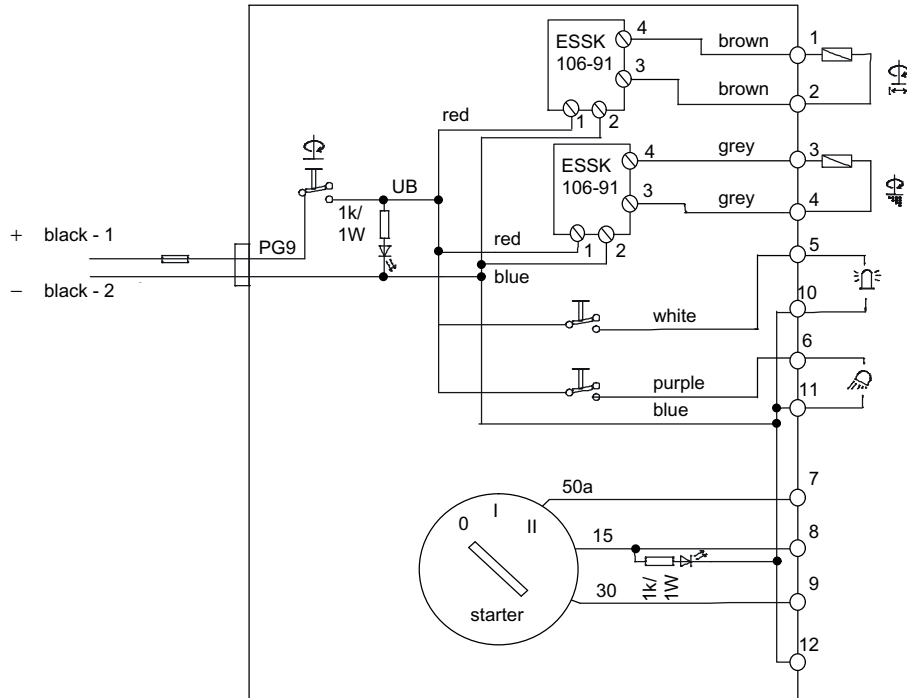 ESSK
106-91
4
3
1
2
brown
brown
1
2
red
ESSK
106-91
4
3
1
2
grey
grey
3
4
UB
1k/
1W
red
+ black - 1
PG9
− black - 2
blue
5
10
white
6
purple
11
blue
50a
7
0
I
II
15
8
1k/
1W
30
9
starter
12